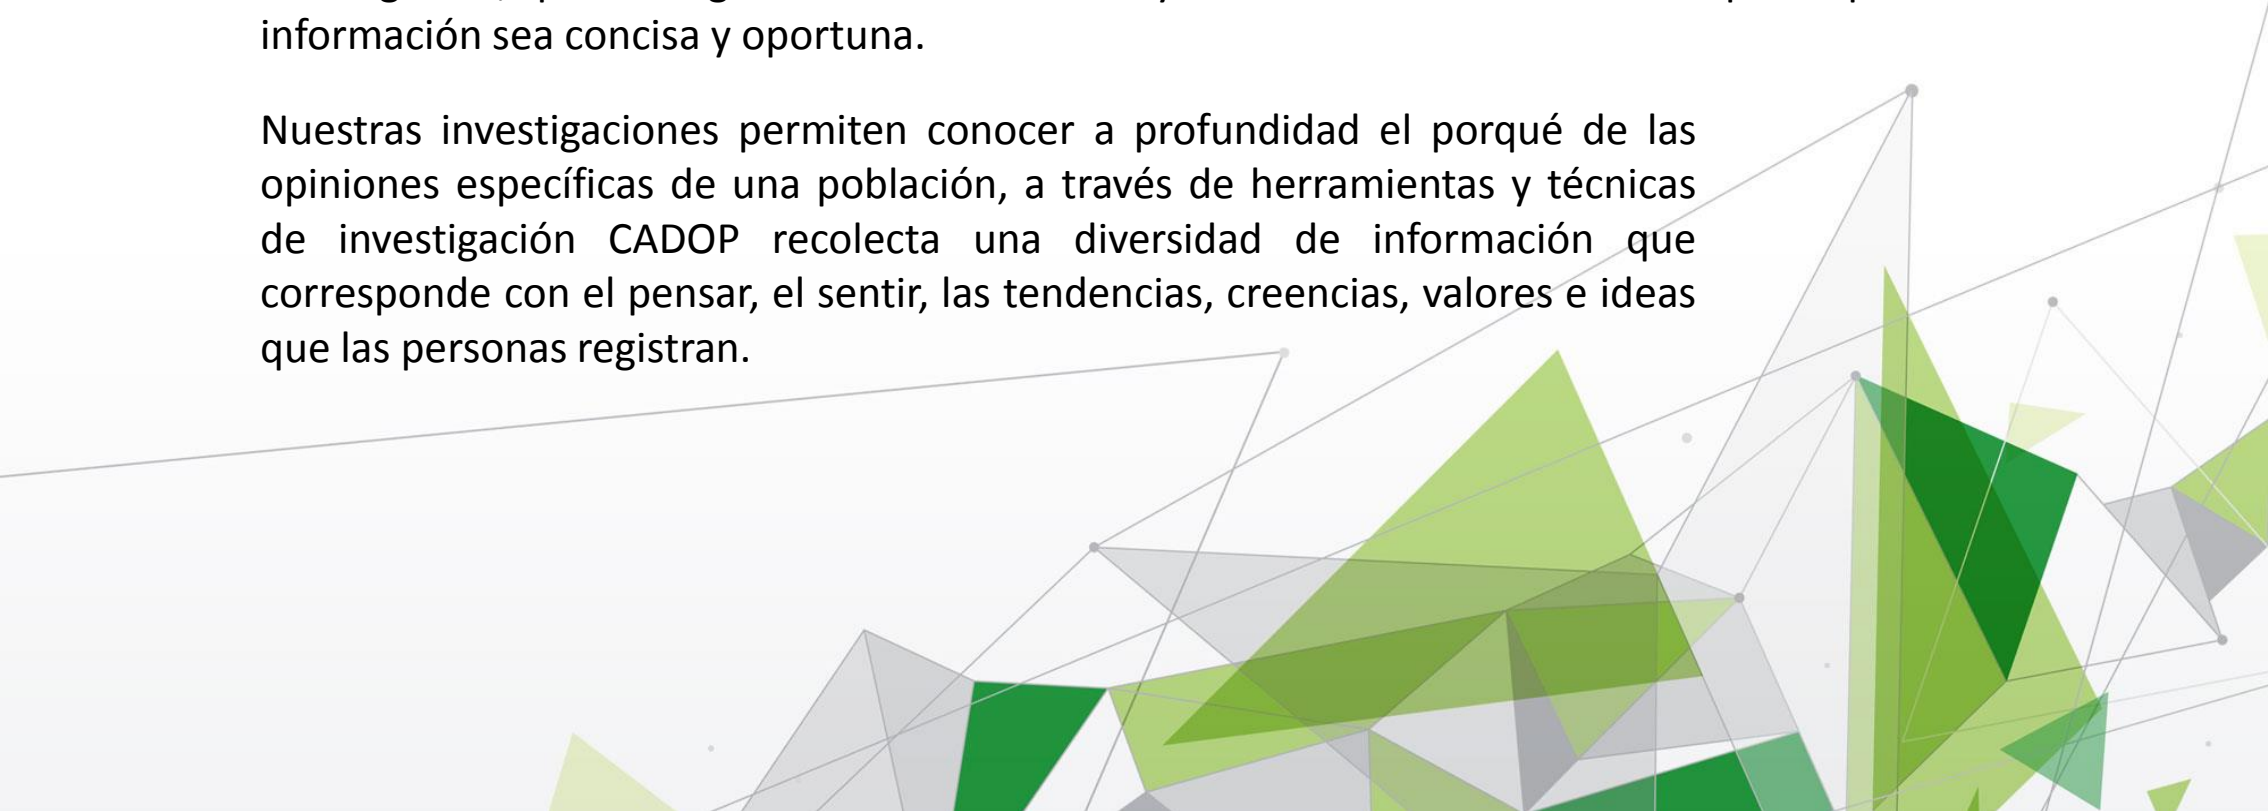 información sea concisa y oportuna.
Nuestras investigaciones permiten conocer a profundidad el porqué de las
opiniones específicas de una población, a través de herramientas y técnicas
de investigación CADOP recolecta una diversidad de información que
corresponde con el pensar, el sentir, las tendencias, creencias, valores e ideas
que las personas registran.